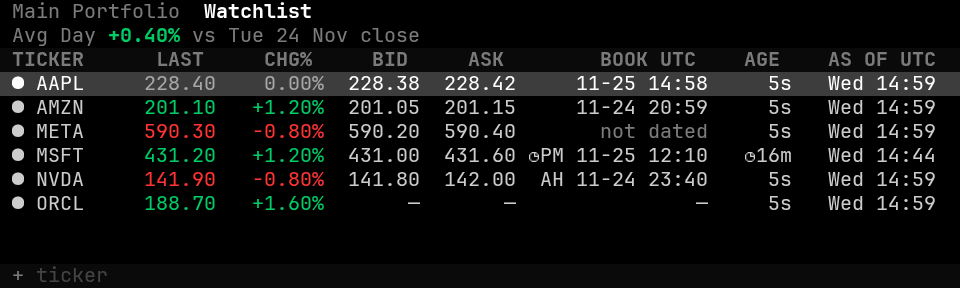 Main Portfolio Watchlist
Avg Day +0.40% vs Tue 24 Nov close
TICKER LAST CHG% BID ASK BOOK UTC AGE AS OF UTC
● AAPL 228.40 0.00% 228.38 228.42 11-25 14:58 5s Wed 14:59
● AMZN 201.10 +1.20% 201.05 201.15 11-24 20:59 5s Wed 14:59
● META 590.30 -0.80% 590.20 590.40 not dated 5s Wed 14:59
● MSFT 431.20 +1.20% 431.00 431.60 ◔PM 11-25 12:10 ◔16m Wed 14:44
● NVDA 141.90 -0.80% 141.80 142.00 AH 11-24 23:40 5s Wed 14:59
● ORCL 188.70 +1.60% — — — 5s Wed 14:59
+ ticker